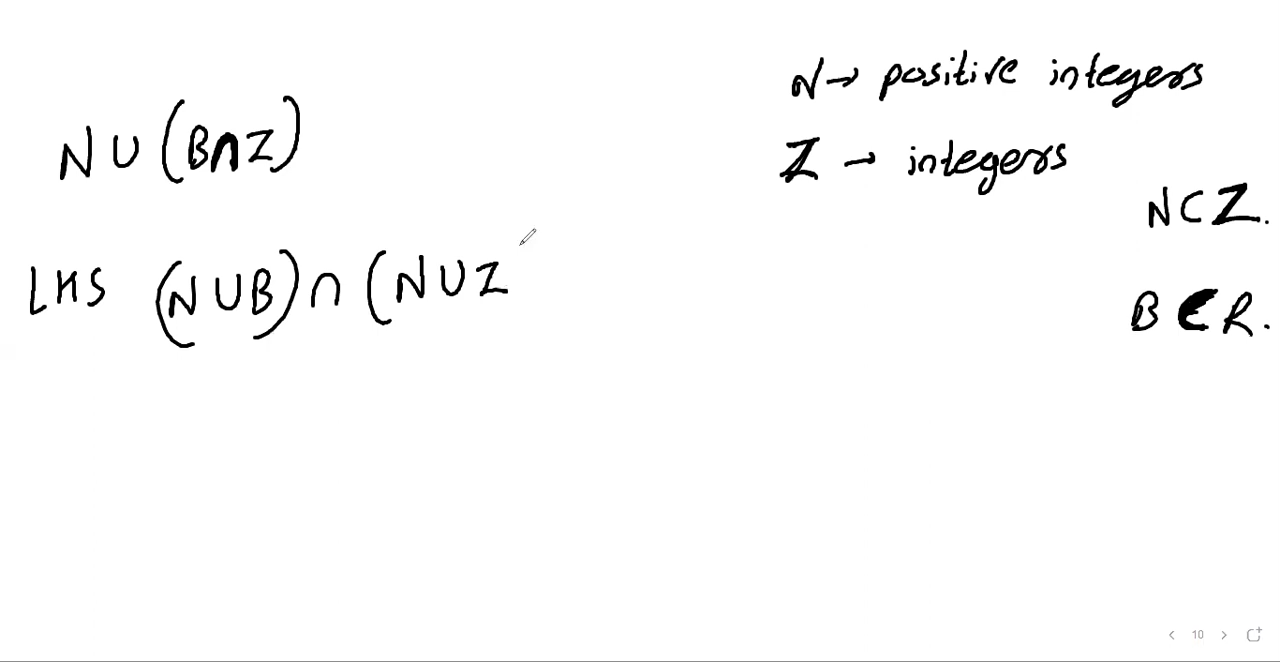 N → positive integers
N ∪ (B∩Z)
Z → integers
N ⊂ Z.
LHS (N ∪ B) ∩ (N ∪ Z
B ⊂ R.
10